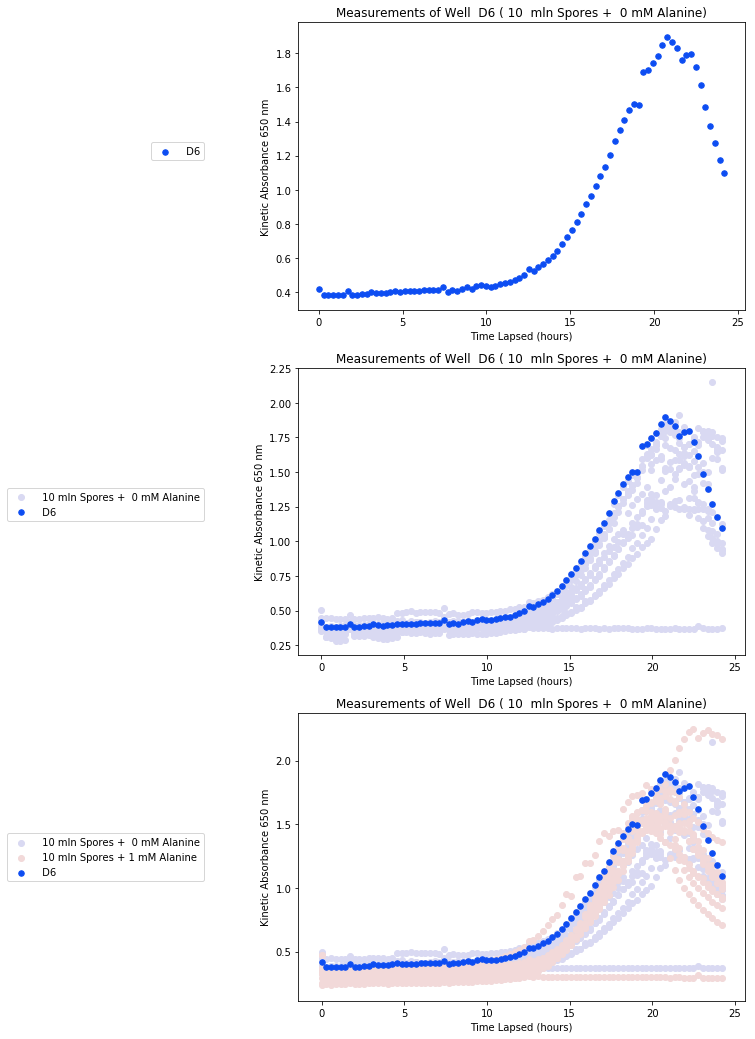 Measurements of Well  D6 ( 10  mln Spores +  0 mM Alanine)
1.8
1.6
1.4
1.2
1.0
0.8
0.6
0.4
Kinetic Absorbance 650 nm
D6
0
5
10
15
20
25
Time Lapsed (hours)
Measurements of Well  D6 ( 10  mln Spores +  0 mM Alanine)
2.25
2.00
1.75
1.50
1.25
1.00
0.75
0.50
0.25
Kinetic Absorbance 650 nm
10 mln Spores +  0 mM Alanine
D6
0
5
10
15
20
25
Time Lapsed (hours)
Measurements of Well  D6 ( 10  mln Spores +  0 mM Alanine)
2.0
1.5
1.0
0.5
Kinetic Absorbance 650 nm
10 mln Spores +  0 mM Alanine
10 mln Spores + 1 mM Alanine
D6
0
5
10
15
20
25
Time Lapsed (hours)